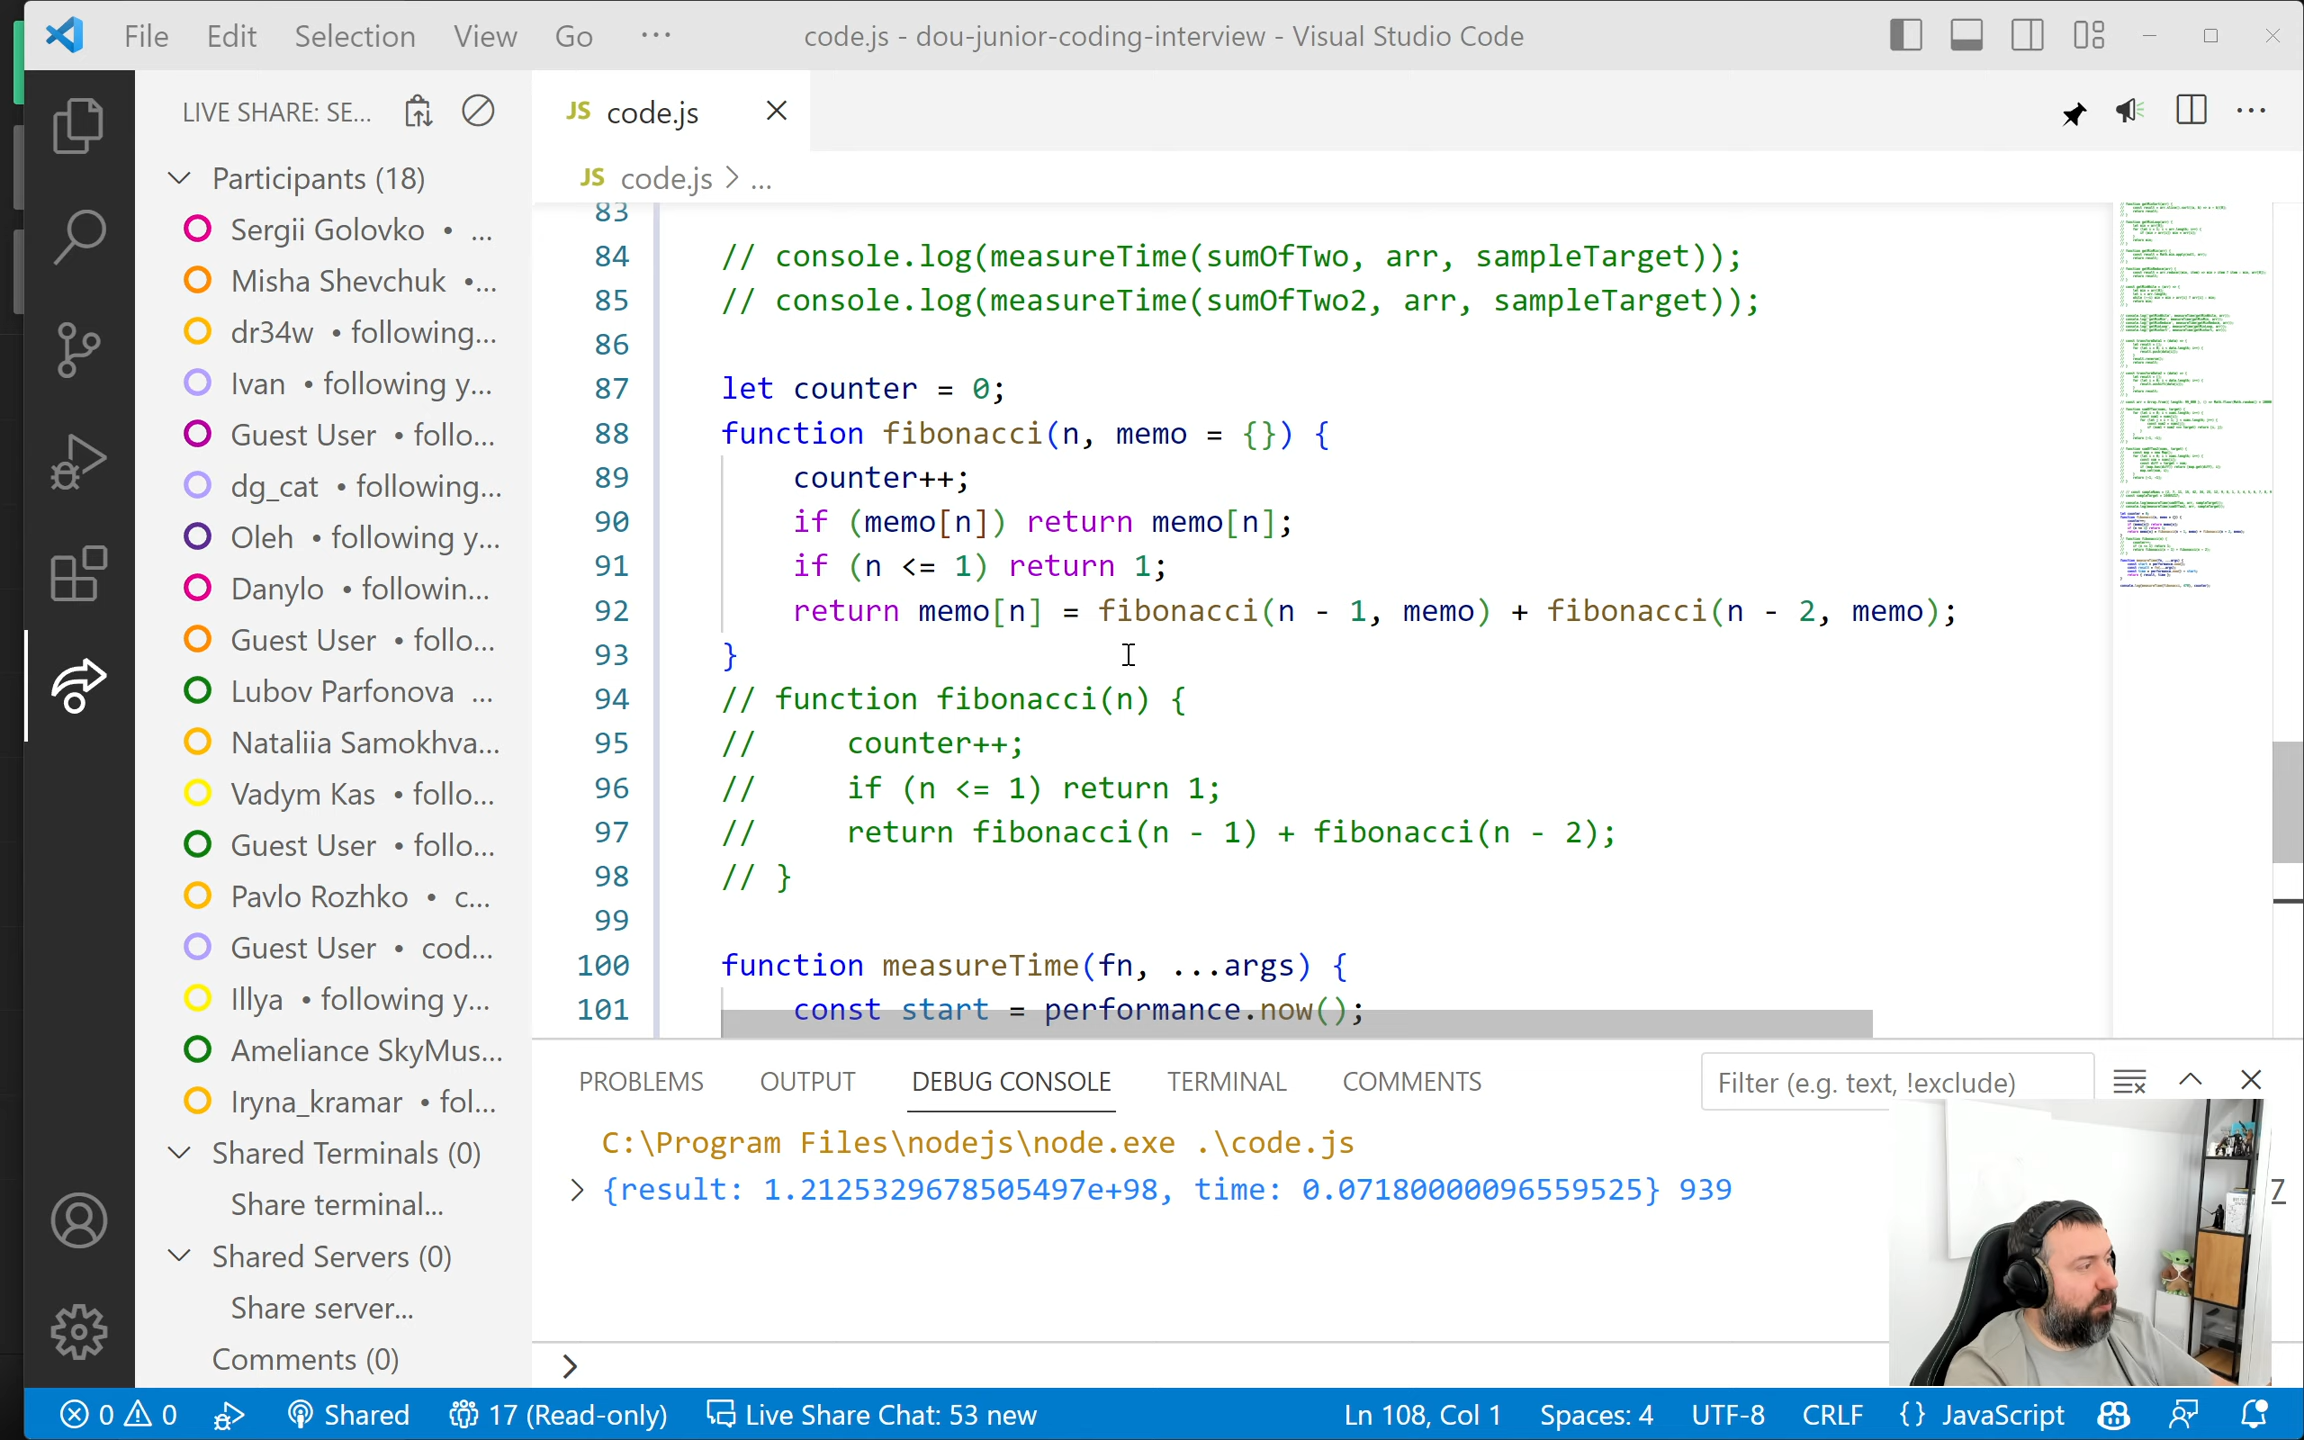 File Edit Selection View Go ···
code.js - dou-junior-coding-interview - Visual Studio Code
LIVE SHARE: SE...
Participants (18)
Sergii Golovko • ...
Misha Shevchuk •...
dr34w • following...
Ivan • following y...
Guest User • follo...
dg_cat • following...
Oleh • following y...
Danylo • followin...
Guest User • follo...
Lubov Parfonova ...
Nataliia Samokhva...
Vadym Kas • follo...
Guest User • follo...
Pavlo Rozhko • c...
Guest User • cod...
Illya • following y...
Ameliance SkyMus...
Iryna_kramar • fol...
Shared Terminals (0)
Share terminal...
Shared Servers (0)
Share server...
Comments (0)
JS code.js
JS code.js > ...
83
84 // console.log(measureTime(sumOfTwo, arr, sampleTarget));
85 // console.log(measureTime(sumOfTwo2, arr, sampleTarget));
86
87 let counter = 0;
88 function fibonacci(n, memo = {}) {
89 counter++;
90 if (memo[n]) return memo[n];
91 if (n <= 1) return 1;
92 return memo[n] = fibonacci(n - 1, memo) + fibonacci(n - 2, memo);
93 }
94 // function fibonacci(n) {
95 // counter++;
96 // if (n <= 1) return 1;
97 // return fibonacci(n - 1) + fibonacci(n - 2);
98 // }
99
100 function measureTime(fn, ...args) {
101 const start = performance.now();
PROBLEMS OUTPUT DEBUG CONSOLE TERMINAL COMMENTS
Filter (e.g. text, !exclude)
C:\Program Files\nodejs\node.exe .\code.js
> {result: 1.2125329678505497e+98, time: 0.07180000096559525} 939
7
>
0 0 Shared 17 (Read-only) Live Share Chat: 53 new Ln 108, Col 1 Spaces: 4 UTF-8 CRLF {} JavaScript